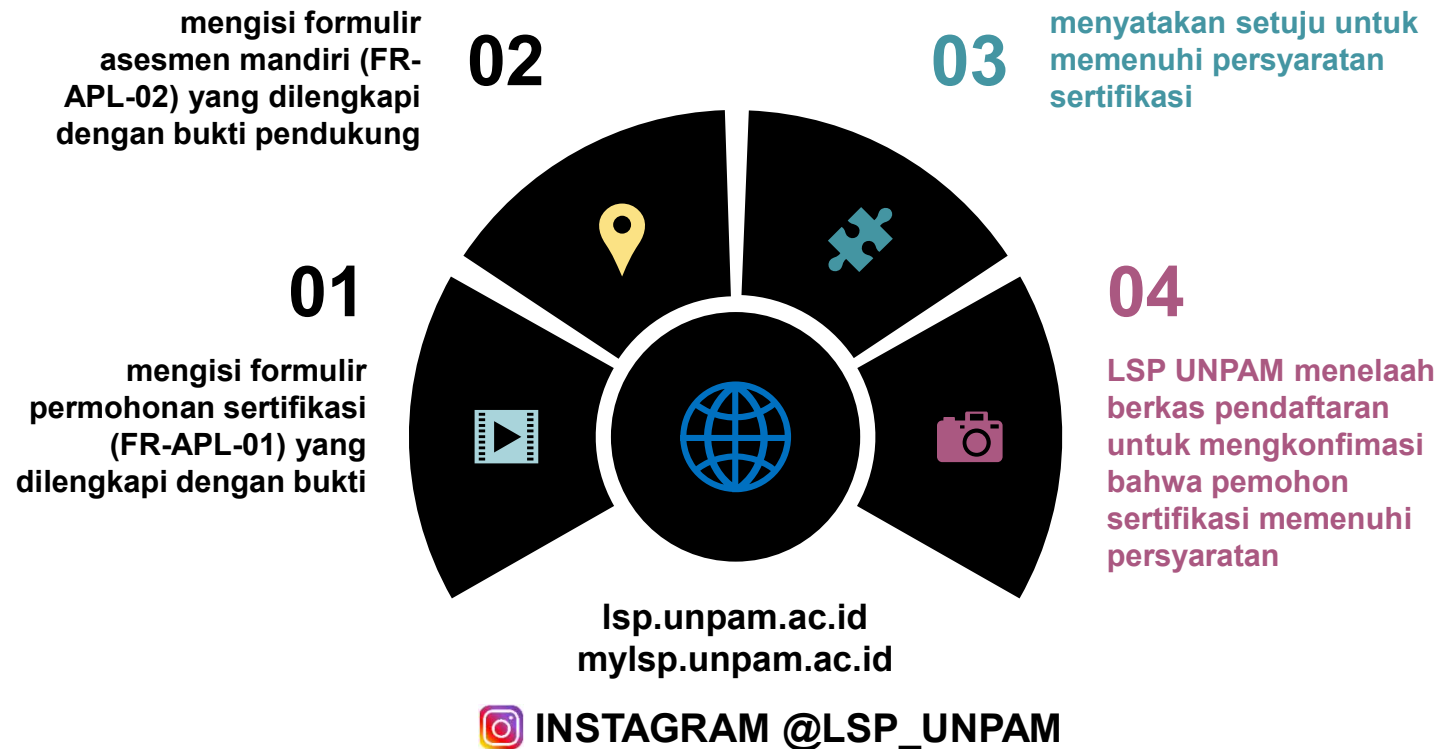 01
mengisi formulir
permohonan sertifikasi
(FR-APL-01) yang
dilengkapi dengan bukti
02
mengisi formulir
asesmen mandiri (FR-
APL-02) yang dilengkapi
dengan bukti pendukung
03
menyatakan setuju untuk
memenuhi persyaratan
sertifikasi
04
LSP UNPAM menelaah
berkas pendaftaran
untuk mengkonfimasi
bahwa pemohon
sertifikasi memenuhi
persyaratan
lsp.unpam.ac.id
mylsp.unpam.ac.id
INSTAGRAM @LSP_UNPAM